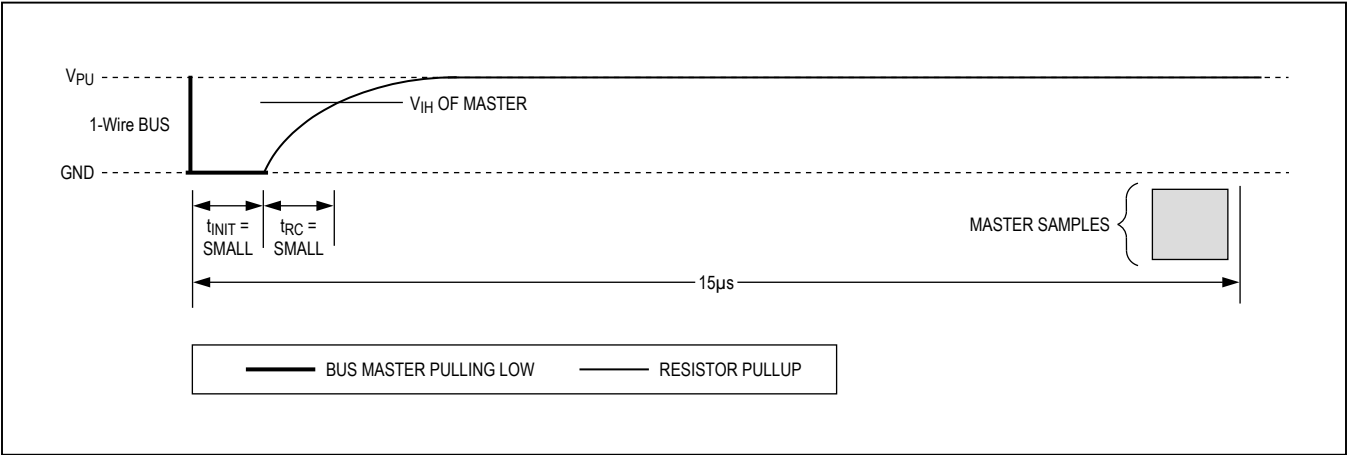 VPU
1-Wire BUS
GND
VIH OF MASTER
tINIT =
SMALL
tRC =
SMALL
MASTER SAMPLES
15µs
BUS MASTER PULLING LOW
RESISTOR PULLUP